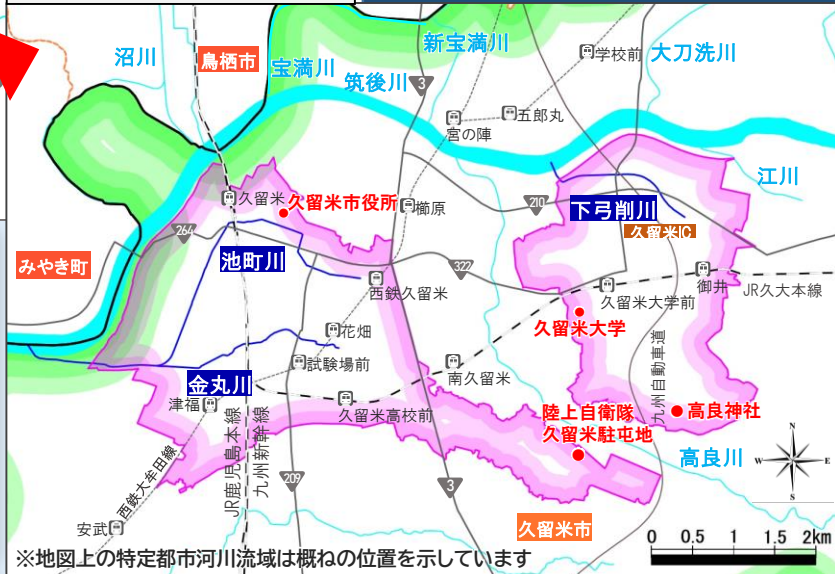 沼川
鳥栖市
宝満川
筑後川
新宝満川
3
学校前
大刀洗川
宮の陣
五郎丸
江川
久留米
久留米市役所
櫛原
210
下弓削川
久留米IC
264
みやき町
池町川
322
西鉄久留米
久留米大学前
御井
JR久大本線
花畑
久留米大学
試験場前
南久留米
九州自動車道
金丸川
津福
久留米高校前
陸上自衛隊
久留米駐屯地
高良神社
高良川
JR鹿児島本線
九州新幹線
西鉄大牟田線
209
3
安武
久留米市
N
W
E
S
0 0.5 1 1.5 2km
※地図上の特定都市河川流域は概ねの位置を示しています